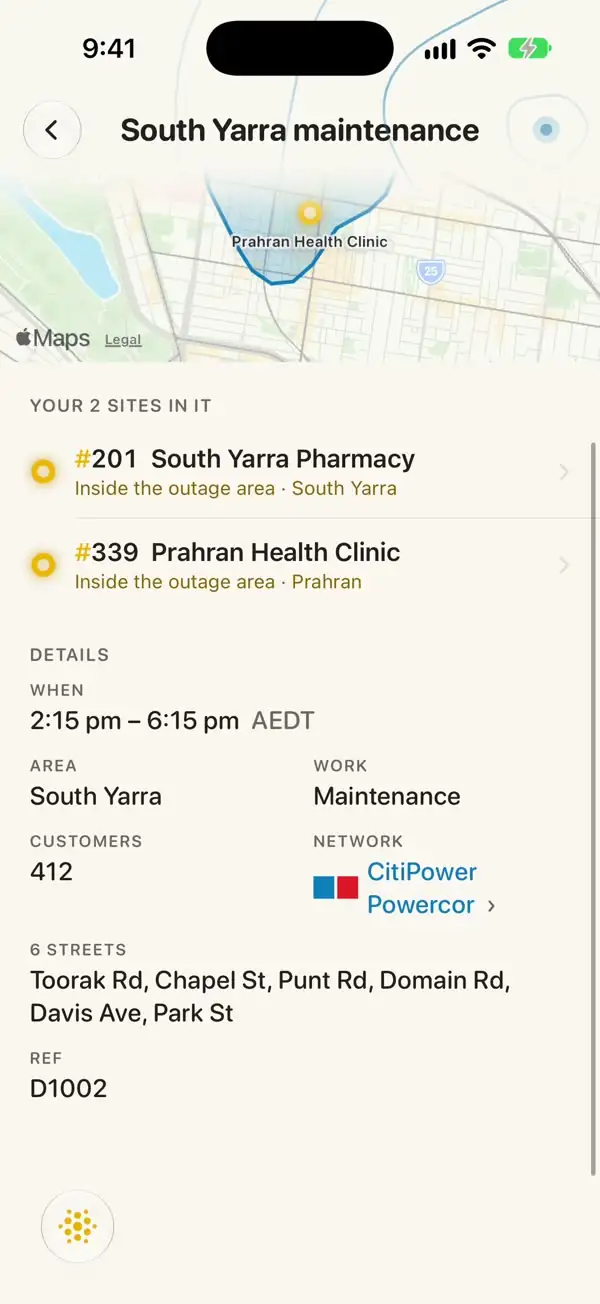 9:41
South Yarra maintenance
Prahran Health Clinic
25
Maps Legal
YOUR 2 SITES IN IT
#201 South Yarra Pharmacy
Inside the outage area · South Yarra
#339 Prahran Health Clinic
Inside the outage area · Prahran
DETAILS
WHEN
2:15 pm – 6:15 pm AEDT
AREA
South Yarra
WORK
Maintenance
CUSTOMERS
412
NETWORK
CitiPower
Powercor ›
6 STREETS
Toorak Rd, Chapel St, Punt Rd, Domain Rd,
Davis Ave, Park St
REF
D1002